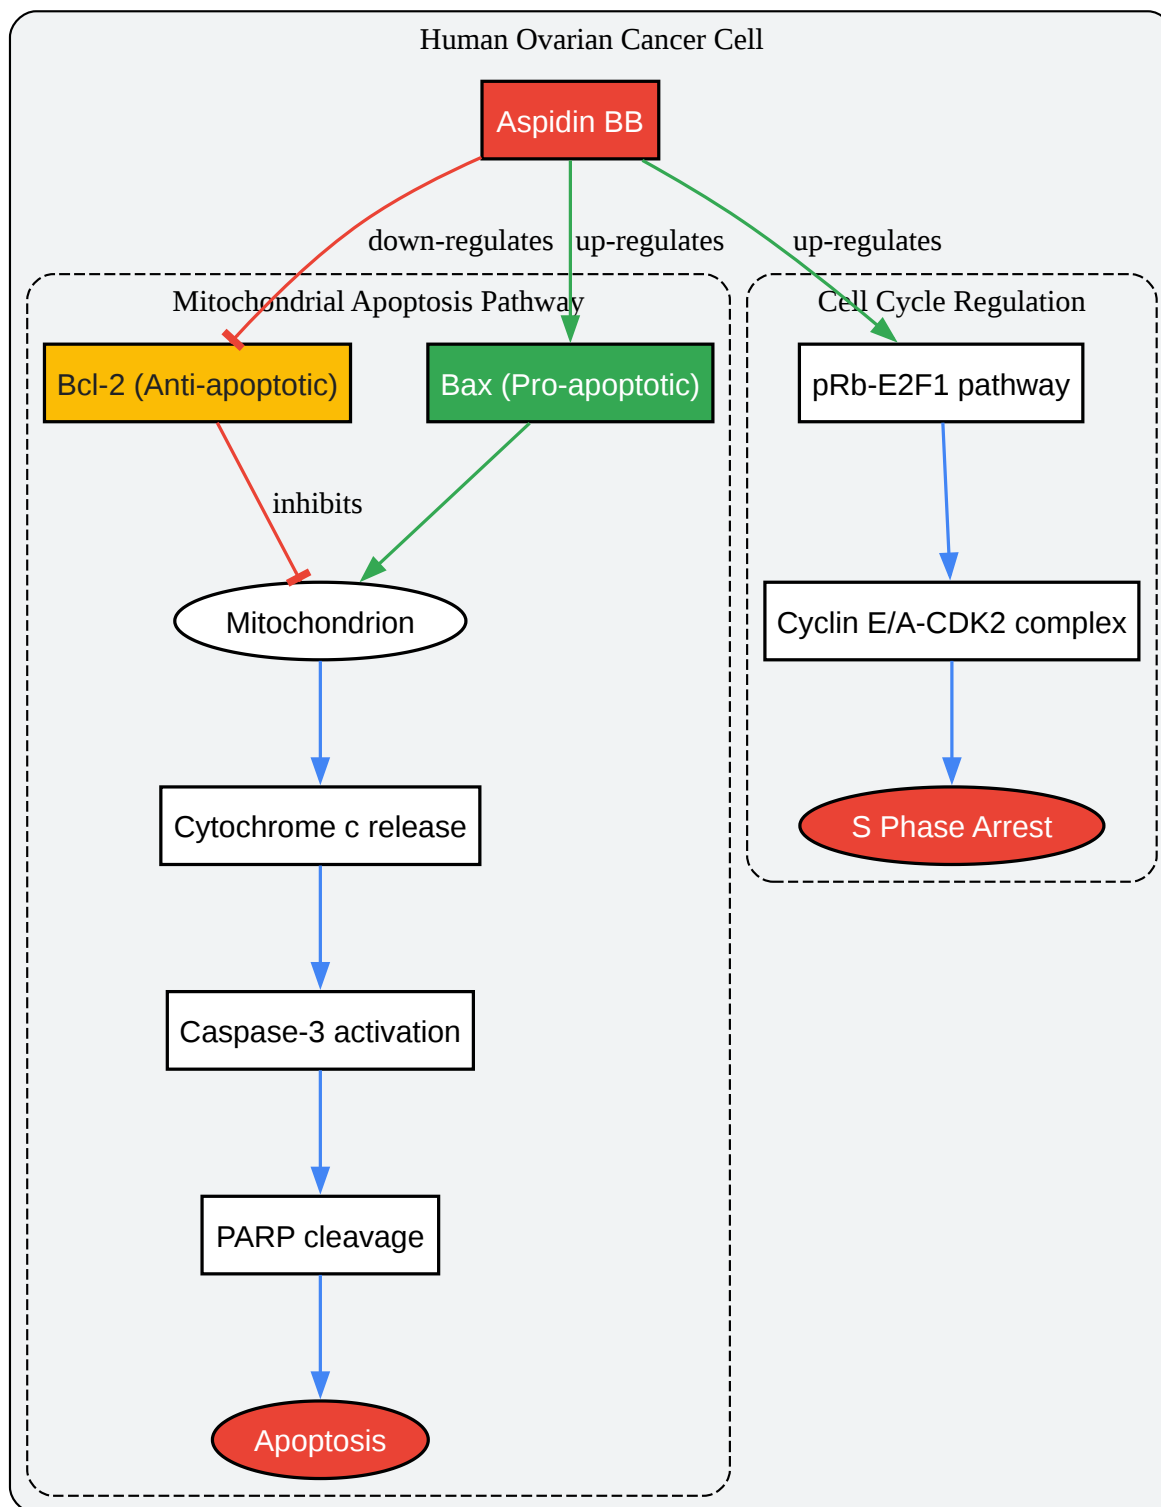 Human Ovarian Cancer Cell
Aspidin BB
down-regulates
up-regulates
up-regulates
Mitochondrial Apoptosis Pathway
Cell Cycle Regulation
Bcl-2 (Anti-apoptotic)
Bax (Pro-apoptotic)
pRb-E2F1 pathway
inhibits
Mitochondrion
Cyclin E/A-CDK2 complex
Cytochrome c release
S Phase Arrest
Caspase-3 activation
PARP cleavage
Apoptosis